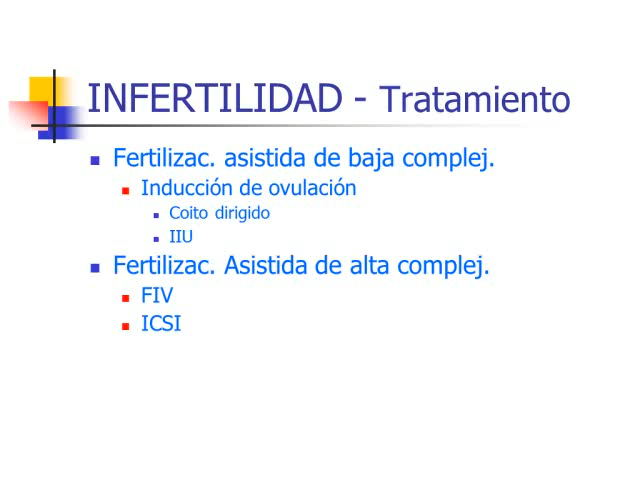 INFERTILIDAD - Tratamiento
Fertilizac. asistida de baja complej.
Inducción de ovulación
Coito dirigido
IIU
Fertilizac. Asistida de alta complej.
FIV
ICSI